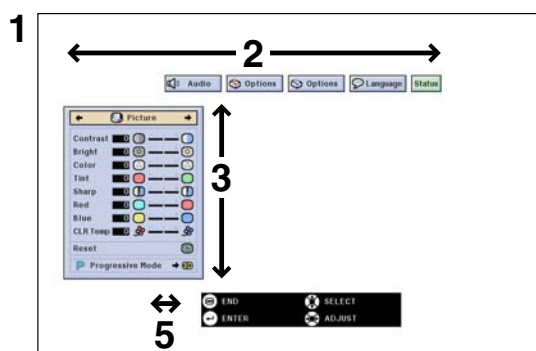 1
2
Audio Options Options Language Status
Picture
Contrast
Bright
3
Color
Tint
Sharp
Red
Blue
CLR Temp
Reset
Progressive Mode
END SELECT
ENTER ADJUST
5